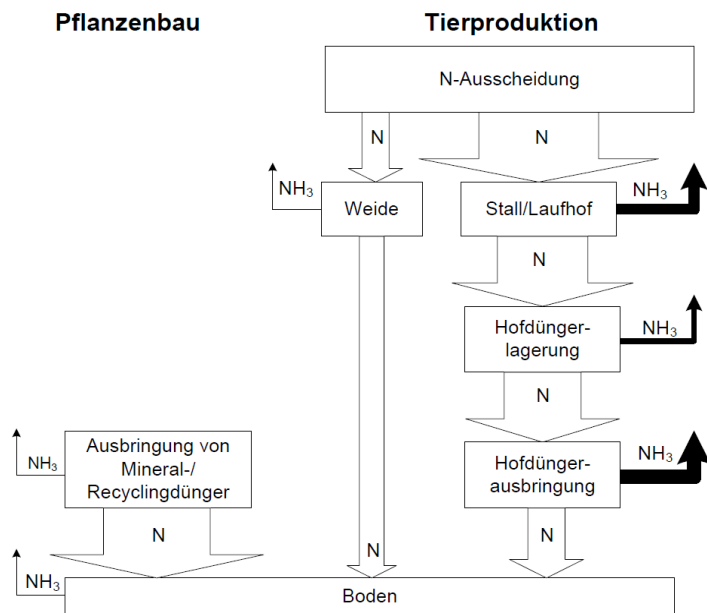 Pflanzenbau
Tierproduktion
N-Ausscheidung
N
N
NH₃
Weide
Stall/Laufhof
NH₃
N
Hofdünger-
lagerung
NH₃
N
NH₃
Ausbringung von
Mineral-/
Recyclingdünger
Hofdünger-
ausbringung
NH₃
N
N
N
NH₃
Boden